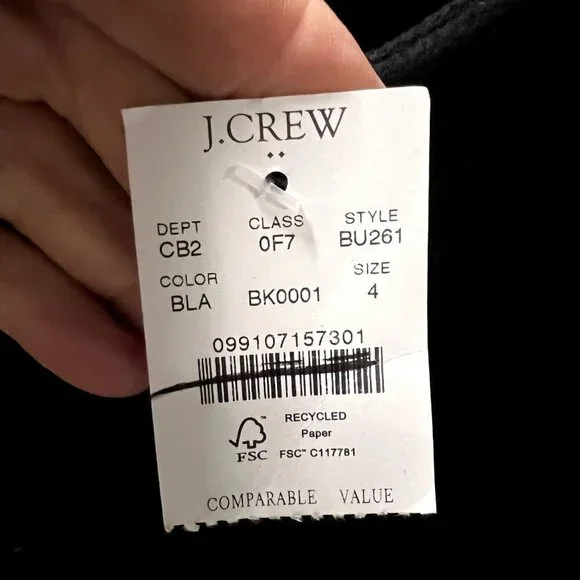 J.CREW
DEPT CLASS STYLE
CB2 0F7 BU261
COLOR SIZE
BLA BK0001 4
099107157301
RECYCLED
Paper
FSC™ FSC™ C117781
COMPARABLE VALUE